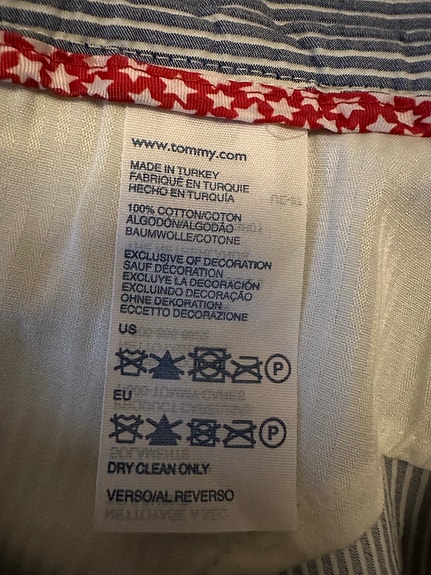 www.tommy.com
MADE IN TURKEY
FABRIQUÉ EN TURQUIE
HECHO EN TURQUÍA
100% COTTON/COTON
ALGODÓN/ALGODÃO
BAUMWOLLE/COTONE
EXCLUSIVE OF DECORATION
SAUF DÉCORATION
EXCLUYE LA DECORACIÓN
EXCLUINDO DECORAÇÃO
OHNE DEKORATION
ECCETTO DECORAZIONE
US
P
EU
P
DRY CLEAN ONLY
VERSO/AL REVERSO